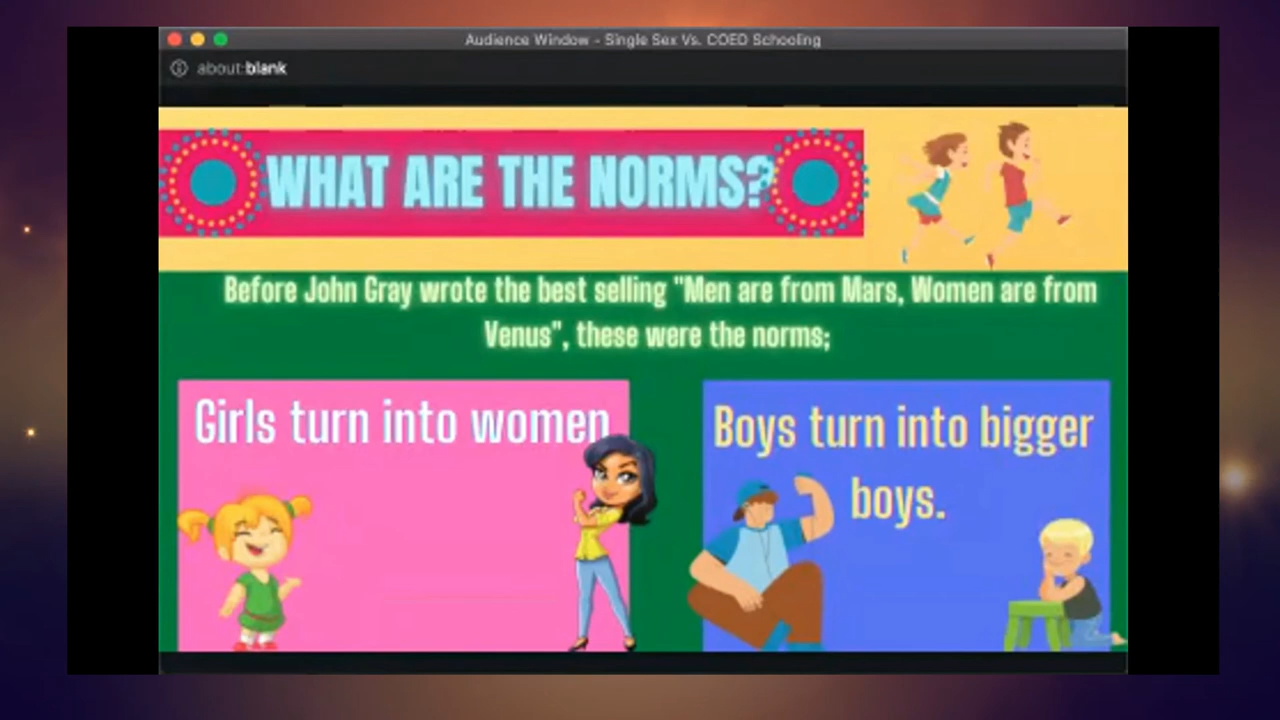 Audience Window - Single Sex Vs. COED Schooling
about:blank
WHAT ARE THE NORMS?
Before John Gray wrote the best selling "Men are from Mars, Women are from
Venus", these were the norms;
Girls turn into women
Boys turn into bigger
boys.